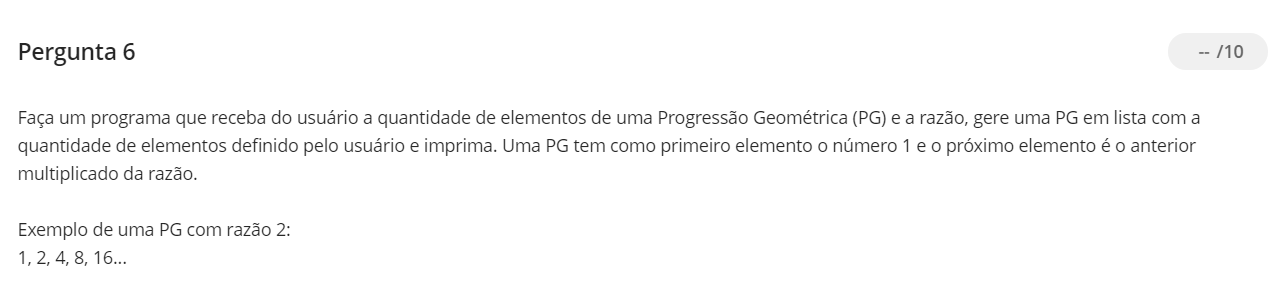 Pergunta 6
-- /10
Faça um programa que receba do usuário a quantidade de elementos de uma Progressão Geométrica (PG) e a razão, gere uma PG em lista com a
quantidade de elementos definido pelo usuário e imprima. Uma PG tem como primeiro elemento o número 1 e o próximo elemento é o anterior
multiplicado da razão.
Exemplo de uma PG com razão 2:
1, 2, 4, 8, 16...